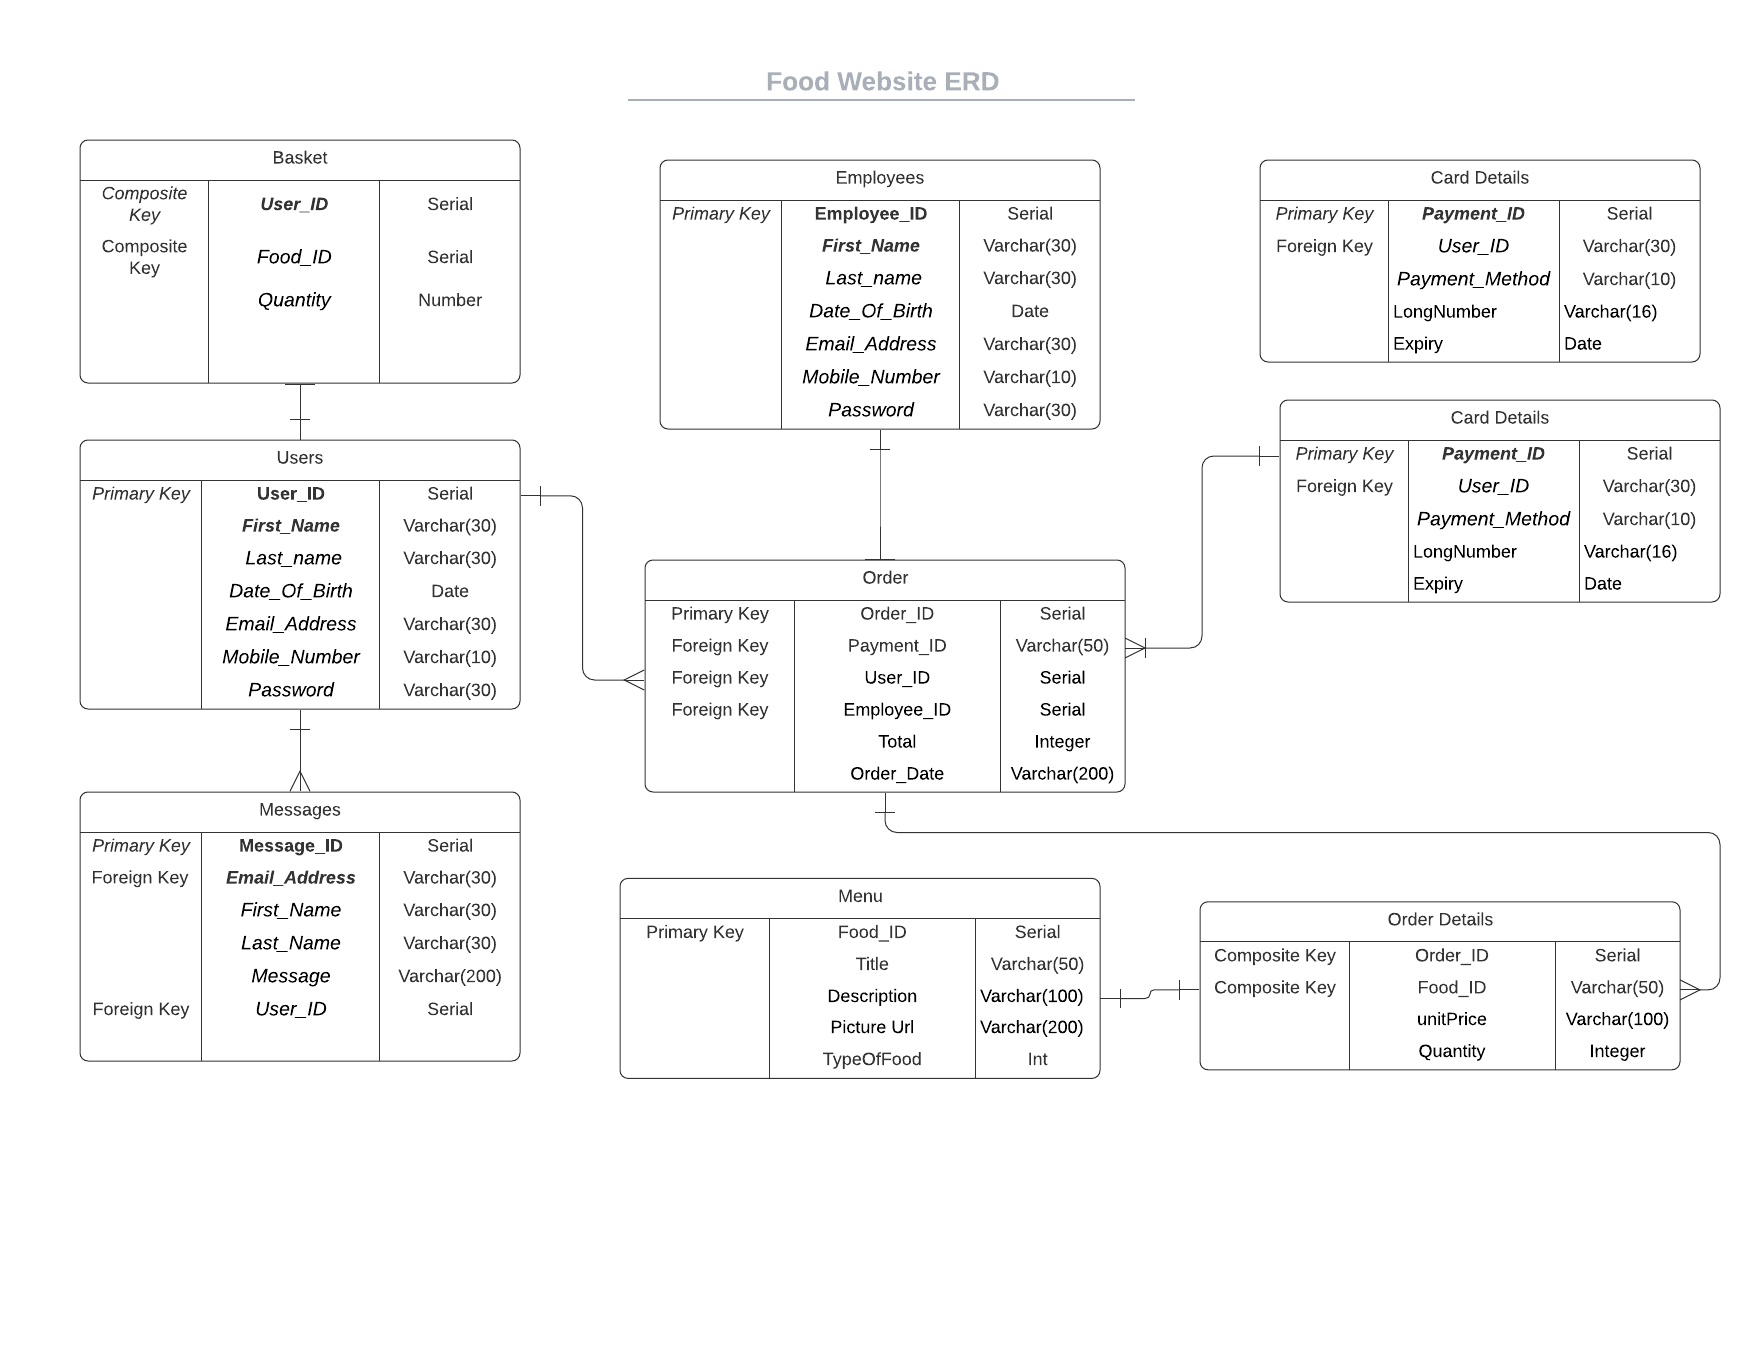 Food Website ERD
Basket
Composite
Key
User_ID
Serial
Composite
Key
Food_ID
Serial
Quantity
Number
Employees
Primary Key
Employee_ID
Serial
First_Name
Varchar(30)
Last_name
Varchar(30)
Date_Of_Birth
Date
Email_Address
Varchar(30)
Mobile_Number
Varchar(10)
Password
Varchar(30)
Card Details
Primary Key
Payment_ID
Serial
Foreign Key
User_ID
Varchar(30)
Payment_Method
Varchar(10)
LongNumber
Varchar(16)
Expiry
Date
Card Details
Primary Key
Payment_ID
Serial
Foreign Key
User_ID
Varchar(30)
Payment_Method
Varchar(10)
LongNumber
Varchar(16)
Expiry
Date
Users
Primary Key
User_ID
Serial
First_Name
Varchar(30)
Last_name
Varchar(30)
Date_Of_Birth
Date
Email_Address
Varchar(30)
Mobile_Number
Varchar(10)
Password
Varchar(30)
Order
Primary Key
Order_ID
Serial
Foreign Key
Payment_ID
Varchar(50)
Foreign Key
User_ID
Serial
Foreign Key
Employee_ID
Serial
Total
Integer
Order_Date
Varchar(200)
Messages
Primary Key
Message_ID
Serial
Foreign Key
Email_Address
Varchar(30)
First_Name
Varchar(30)
Last_Name
Varchar(30)
Message
Varchar(200)
Foreign Key
User_ID
Serial
Menu
Primary Key
Food_ID
Serial
Title
Varchar(50)
Description
Varchar(100)
Picture Url
Varchar(200)
TypeOfFood
Int
Order Details
Composite Key
Order_ID
Serial
Composite Key
Food_ID
Varchar(50)
unitPrice
Varchar(100)
Quantity
Integer